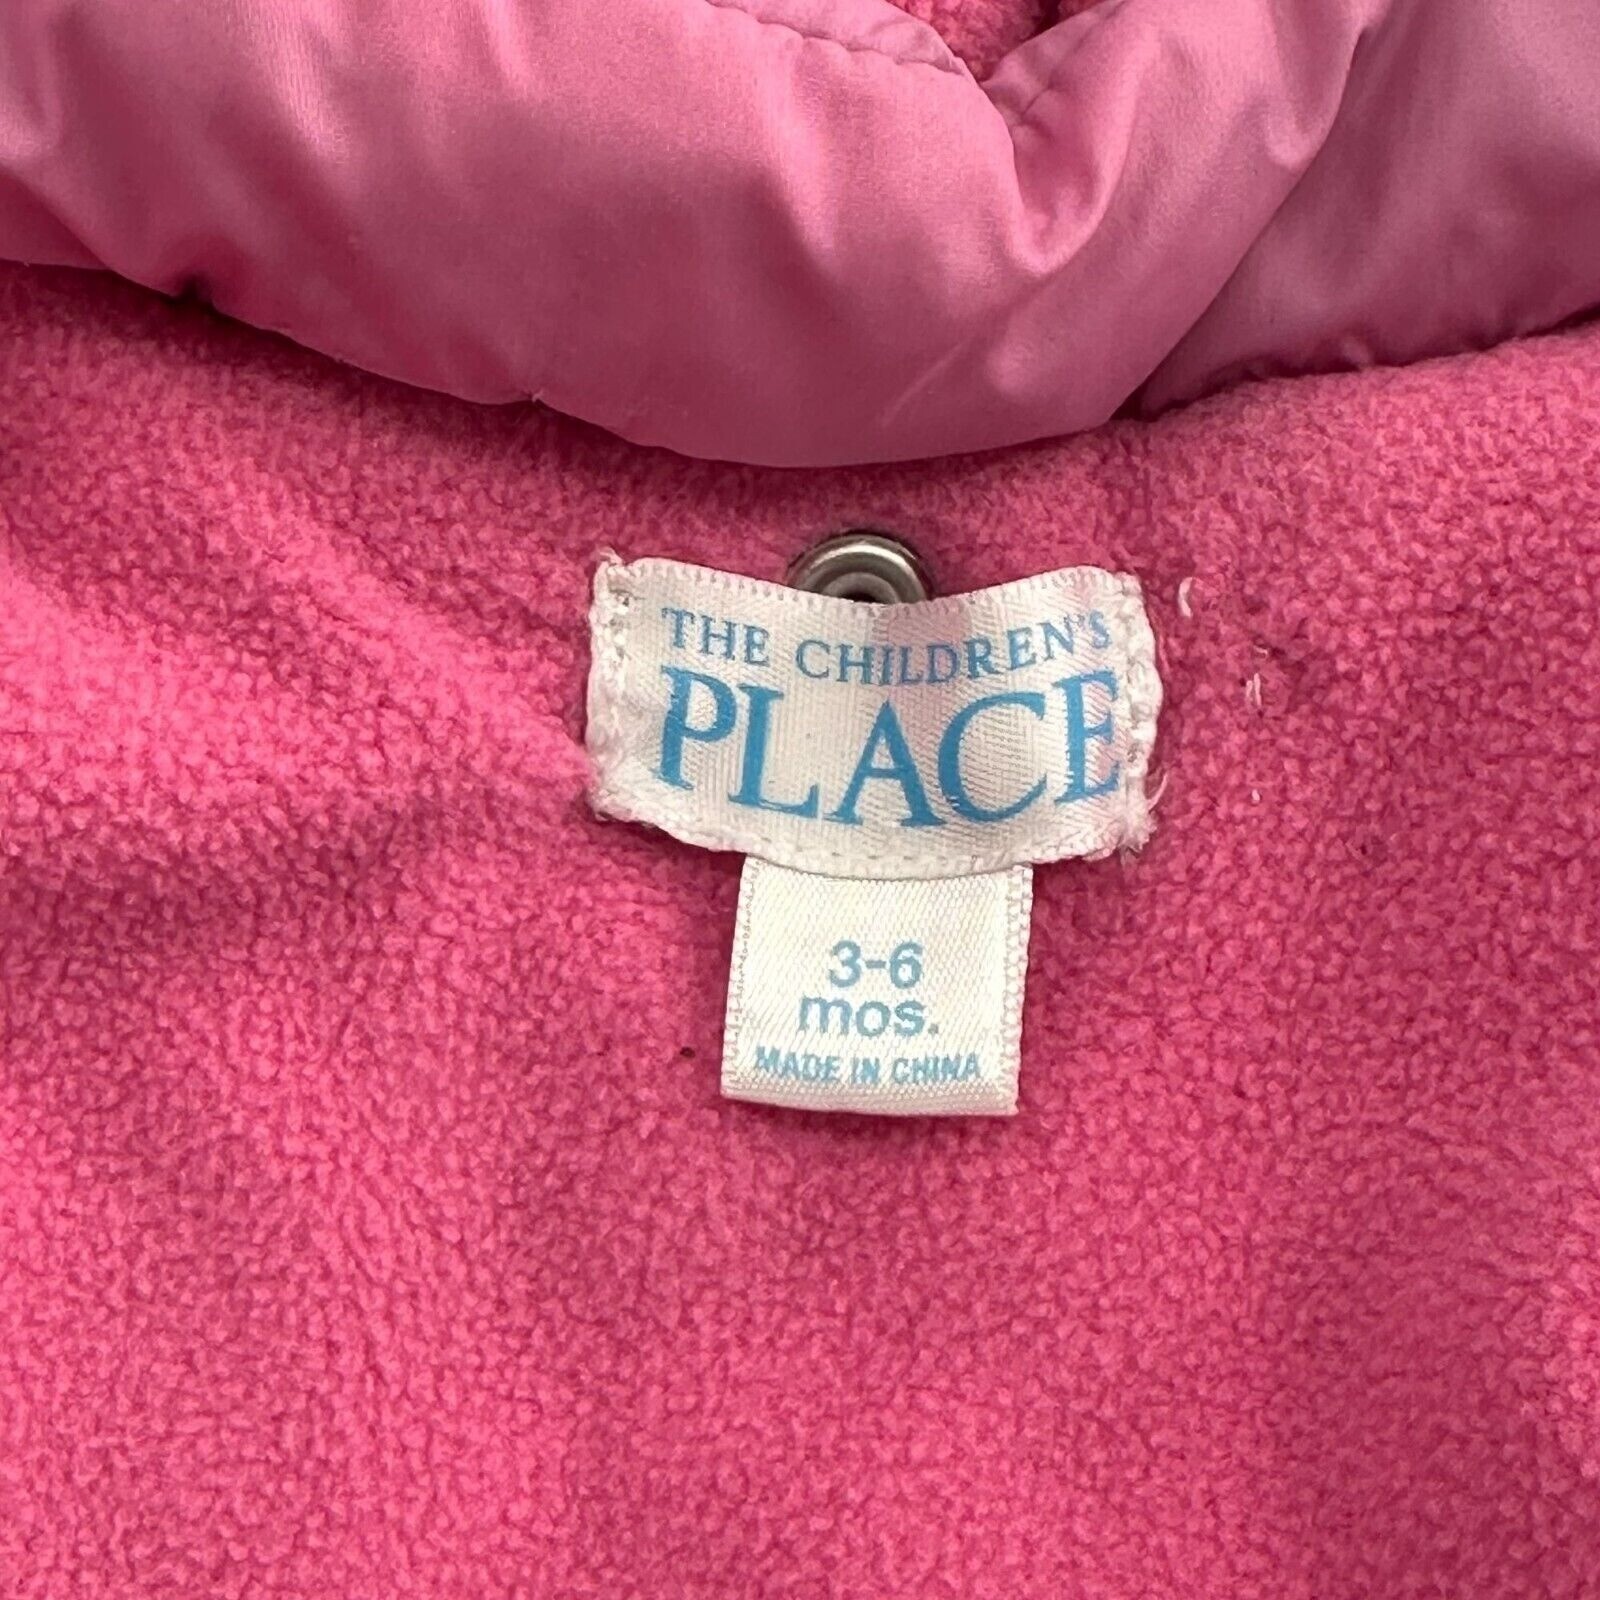 THE CHILDREN'S
PLACE
3-6
mos.
MADE IN CHINA